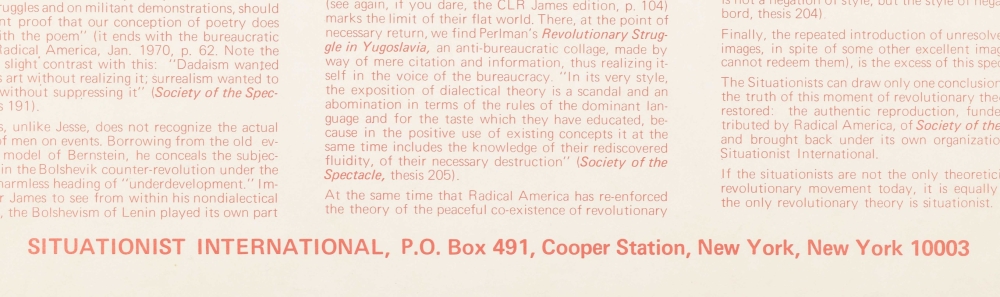 uggles and on militant demonstrations, should
nt proof that our conception of poetry does
ith the poem" (it ends with the bureaucratic
Radical America, Jan. 1970, p. 62. Note the
slight contrast with this: "Dadaism wanted
s art without realizing it; surrealism wanted to
without suppressing it" (Society of the Spec-
s 191).
s, unlike Jesse, does not recognize the actual
of men on events. Borrowing from the old ev-
model of Bernstein, he conceals the subjec-
in the Bolshevik counter-revolution under the
harmless heading of "underdevelopment." Im-
r James to see from within his nondialectical
, the Bolshevism of Lenin played its own part
(see again, if you dare, the CLR James edition, p. 104)
marks the limit of their flat world. There, at the point of
necessary return, we find Perlman's Revolutionary Strug-
gle in Yugoslavia, an anti-bureaucratic collage, made by
way of mere citation and information, thus realizing it-
self in the voice of the bureaucracy. "In its very style,
the exposition of dialectical theory is a scandal and an
abomination in terms of the rules of the dominant lan-
guage and for the taste which they have educated, be-
cause in the positive use of existing concepts it at the
same time includes the knowledge of their rediscovered
fluidity, of their necessary destruction" (Society of the
Spectacle, thesis 205).
At the same time that Radical America has re-enforced
the theory of the peaceful co-existence of revolutionary
is not a negation of style, but the style of nega
bord, thesis 204).
Finally, the repeated introduction of unresolve
images, in spite of some other excellent imag
cannot redeem them), is the excess of this spec
The Situationists can draw only one conclusion
the truth of this moment of revolutionary the
restored: the authentic reproduction, funde
tributed by Radical America, of Society of the
and brought back under its own organizatio
Situationist International.
If the situationists are not the only theoretic
revolutionary movement today, it is equally
the only revolutionary theory is situationist.
SITUATIONIST INTERNATIONAL, P.O. Box 491, Cooper Station, New York, New York 10003